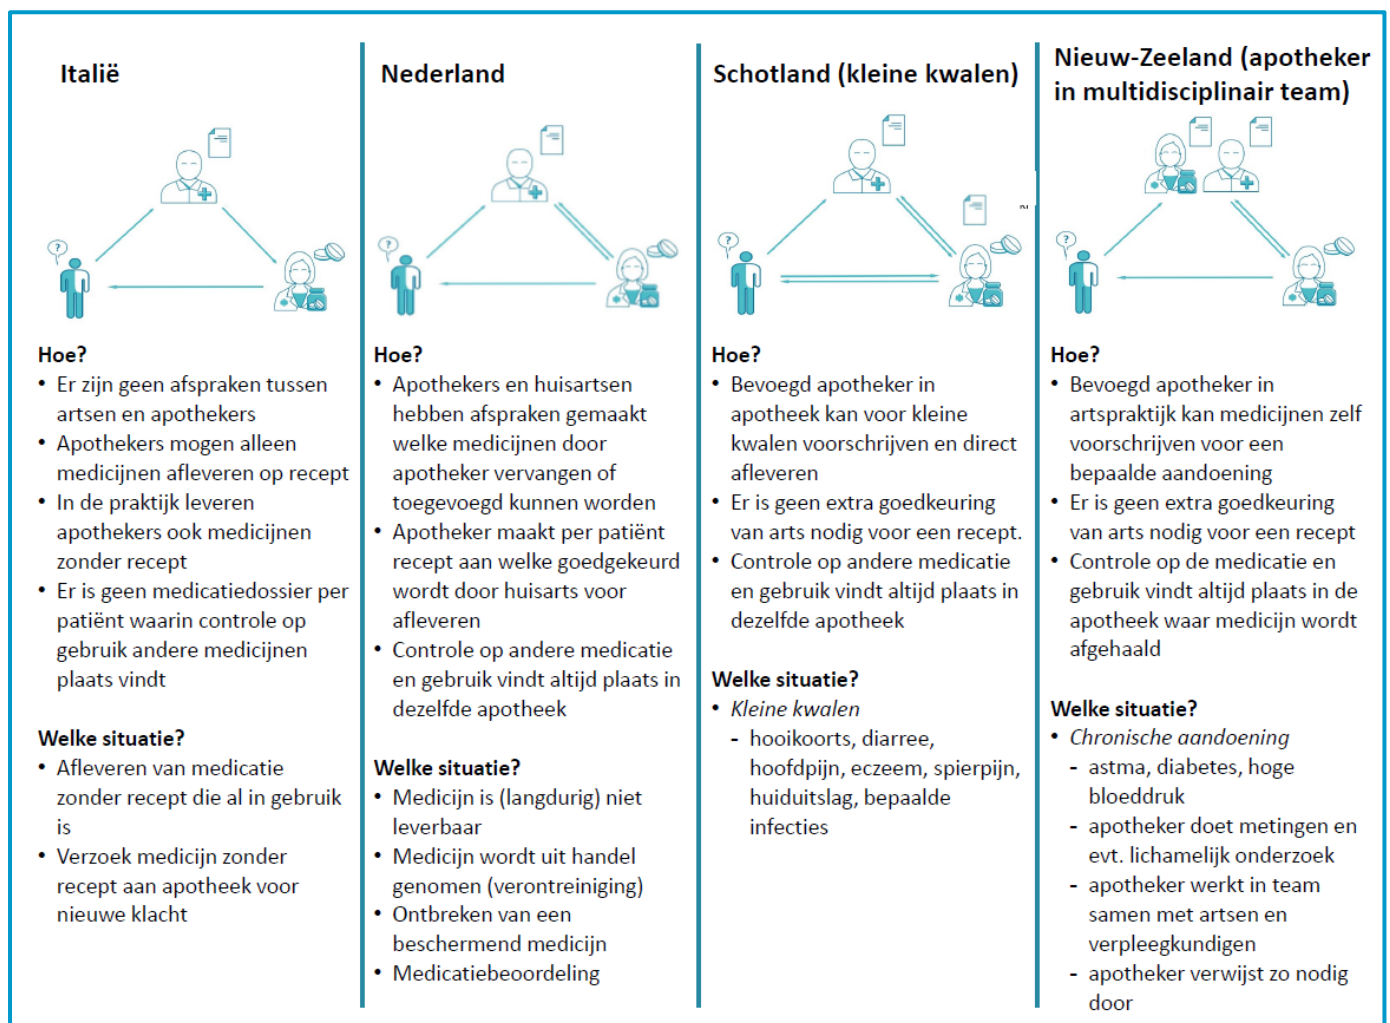 Italië
?
Hoe?
• Er zijn geen afspraken tussen
artsen en apothekers
• Apothekers mogen alleen
medicijnen afleveren op recept
• In de praktijk leveren
apothekers ook medicijnen
zonder recept
• Er is geen medicatiedossier per
patiënt waarin controle op
gebruik andere medicijnen
plaats vindt
Welke situatie?
• Afleveren van medicatie
zonder recept die al in gebruik
is
• Verzoek medicijn zonder
recept aan apotheek voor
nieuwe klacht
Nederland
?
Hoe?
• Apothekers en huisartsen
hebben afspraken gemaakt
welke medicijnen door
apotheker vervangen of
toegevoegd kunnen worden
• Apotheker maakt per patiënt
recept aan welke goedgekeurd
wordt door huisarts voor
afleveren
• Controle op andere medicatie
en gebruik vindt altijd plaats in
dezelfde apotheek
Welke situatie?
• Medicijn is (langdurig) niet
leverbaar
• Medicijn wordt uit handel
genomen (verontreiniging)
• Ontbreken van een
beschermend medicijn
• Medicatiebeoordeling
Schotland (kleine kwalen)
?
Hoe?
• Bevoegd apotheker in
apotheek kan voor kleine
kwalen voorschrijven en direct
afleveren
• Er is geen extra goedkeuring
van arts nodig voor een recept.
• Controle op andere medicatie
en gebruik vindt altijd plaats in
dezelfde apotheek
Welke situatie?
• Kleine kwalen
- hooikoorts, diarree,
hoofdpijn, eczeem, spierpijn,
huiduitslag, bepaalde
infecties
Nieuw-Zeeland (apotheker
in multidisciplinair team)
?
Hoe?
• Bevoegd apotheker in
artspraktijk kan medicijnen zelf
voorschrijven voor een
bepaalde aandoening
• Er is geen extra goedkeuring
van arts nodig voor een recept
• Controle op de medicatie en
gebruik vindt altijd plaats in de
apotheek waar medicijn wordt
afgehaald
Welke situatie?
• Chronische aandoening
- astma, diabetes, hoge
bloeddruk
- apotheker doet metingen en
evt. lichamelijk onderzoek
- apotheker werkt in team
samen met artsen en
verpleegkundigen
- apotheker verwijst zo nodig
door